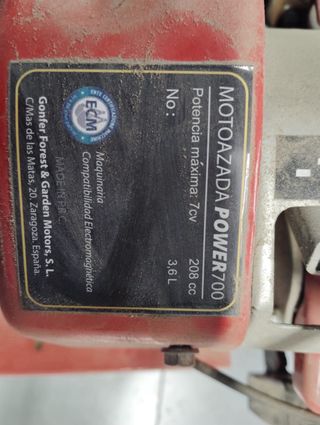 MOTOAZADA POWER700
Potencia máxima: 7cv 208 cc
No: 3,6 L
ECM
Maquinaria
Compatibilidad Electromagnética
MADE IN P.R.C.
Gonfer Forest & Garden Motors, S. L.
C/Mas de las Matas, 20. Zaragoza. España.